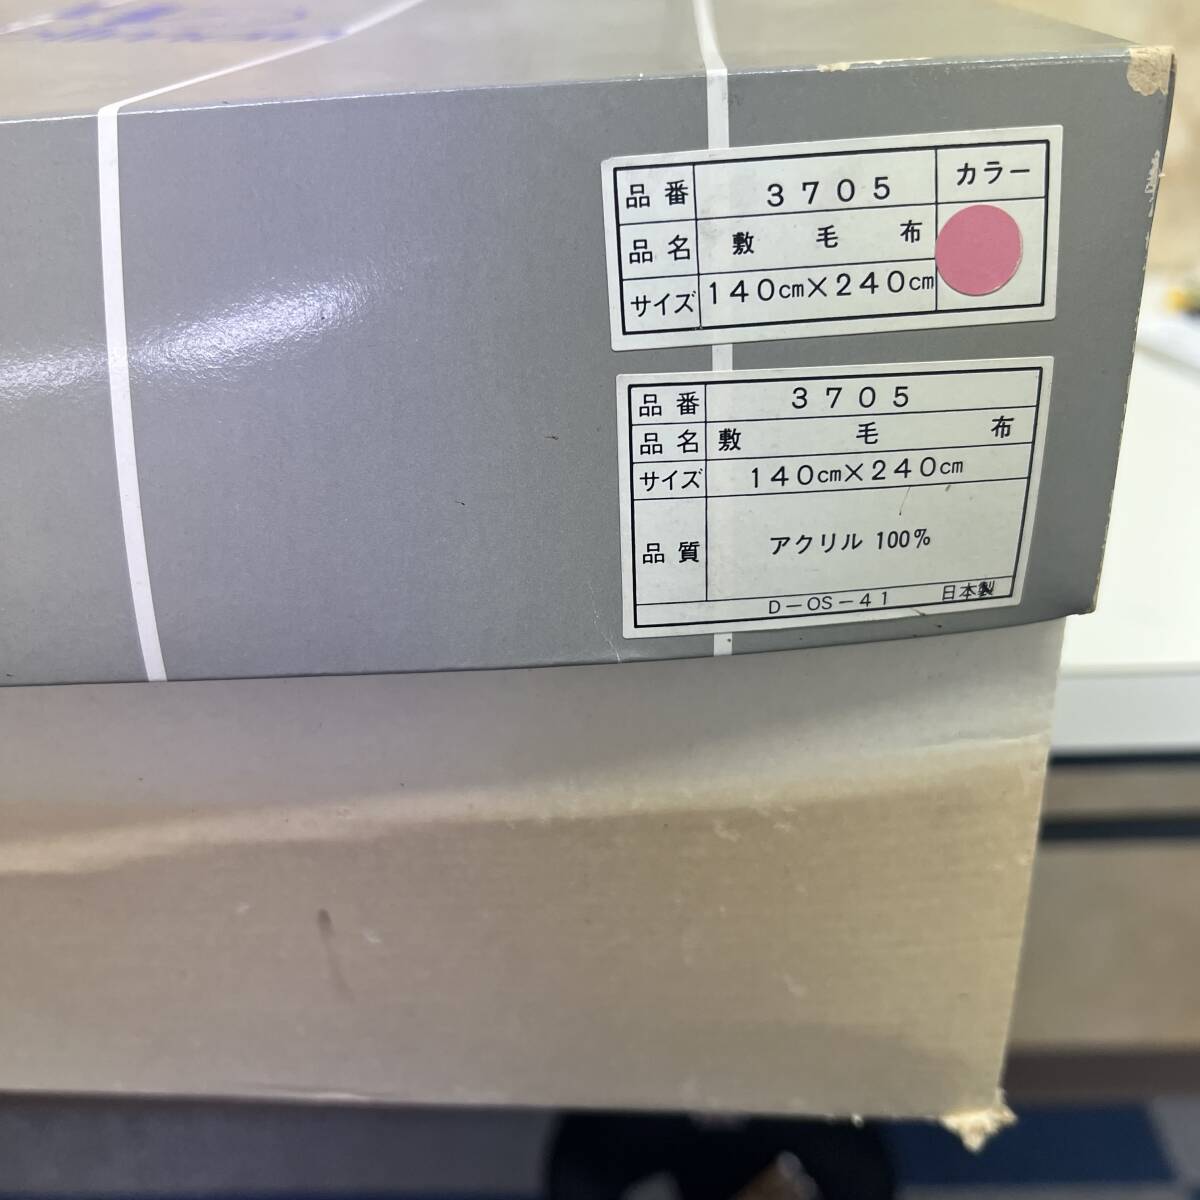 品番 3705 カラー
品名 敷毛布
サイズ 140cm×240cm
品番 3705
品名 敷毛布
サイズ 140cm×240cm
品質 アクリル 100%
D-OS-41 日本製